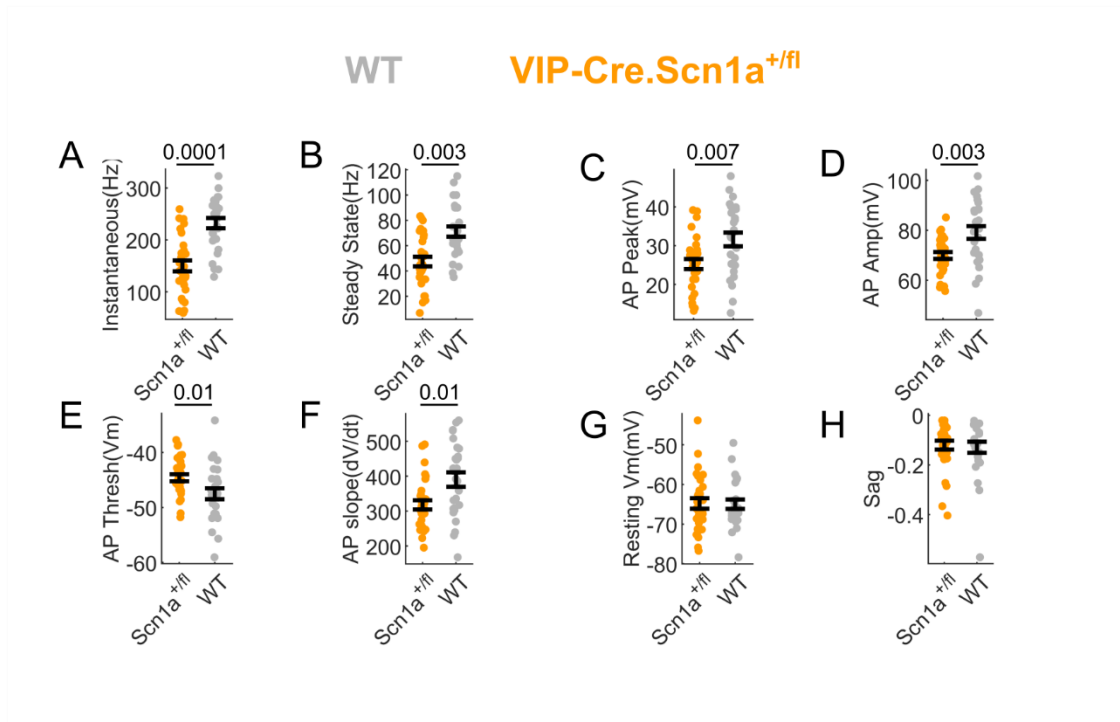 WT VIP-Cre.Scn1a+/fl
A
0.0001
Instantaneous(Hz)
300
200
100
Scn1a+/fl
WT
B
0.003
Steady State(Hz)
120
100
80
60
40
20
Scn1a+/fl
WT
C
0.007
AP Peak(mV)
40
30
20
Scn1a+/fl
WT
D
0.003
AP Amp(mV)
100
80
60
Scn1a+/fl
WT
E
0.01
AP Thresh(Vm)
-40
-50
-60
Scn1a+/fl
WT
F
0.01
AP slope(dV/dt)
500
400
300
200
Scn1a+/fl
WT
G
Resting Vm(mV)
-50
-60
-70
-80
Scn1a+/fl
WT
H
Sag
0
-0.2
-0.4
Scn1a+/fl
WT